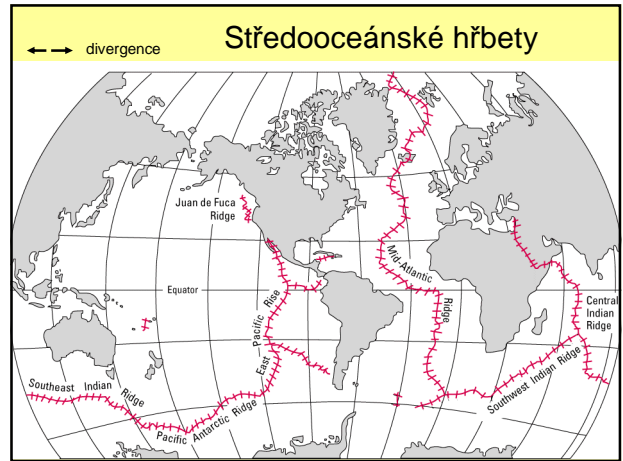 Středooceánské hřbety
divergence
Juan de Fuca
Ridge
Equator
Mid-Atlantic
Ridge
Central
Indian
Ridge
East
Pacific Rise
Southeast Indian
Ridge
Pacific Antarctic Ridge
Southwest Indian Ridge